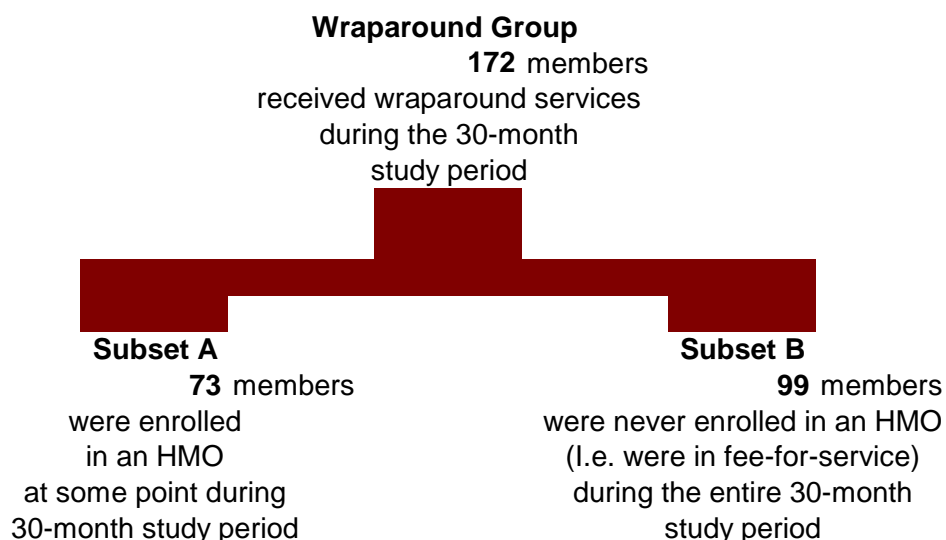 Wraparound Group
172 members
received wraparound services
during the 30-month
study period
Subset A
73 members
were enrolled
in an HMO
at some point during
30-month study period
Subset B
99 members
were never enrolled in an HMO
(I.e. were in fee-for-service)
during the entire 30-month
study period